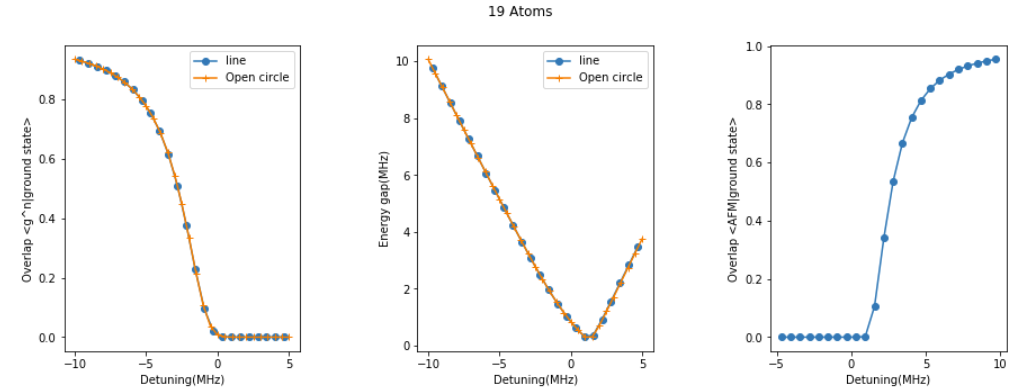 19 Atoms
Overlap <g^n|ground state>
0.8
0.6
0.4
0.2
0.0
−10
−5
0
5
Detuning(MHz)
line
Open circle
Energy gap(MHz)
10
8
6
4
2
0
−10
−5
0
5
Detuning(MHz)
line
Open circle
Overlap <AFM|ground state>
1.0
0.8
0.6
0.4
0.2
0.0
−5
0
5
10
Detuning(MHz)